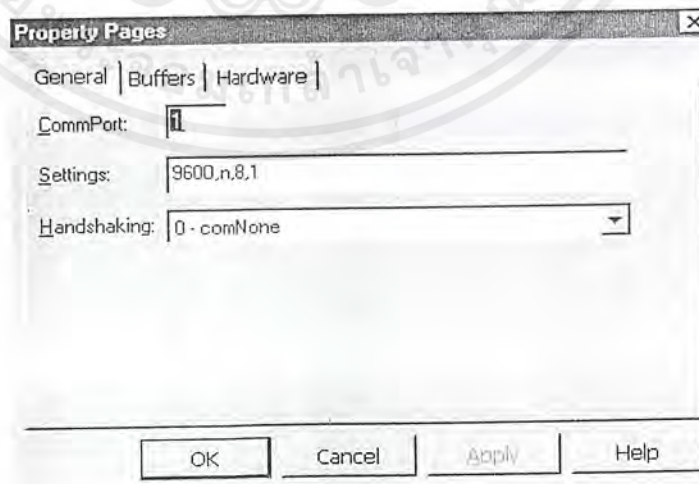 Property Pages
General | Buffers | Hardware |
CommPort: 1
Settings: 9600,n,8,1
Handshaking: 0 - comNone
OK Cancel Apply Help